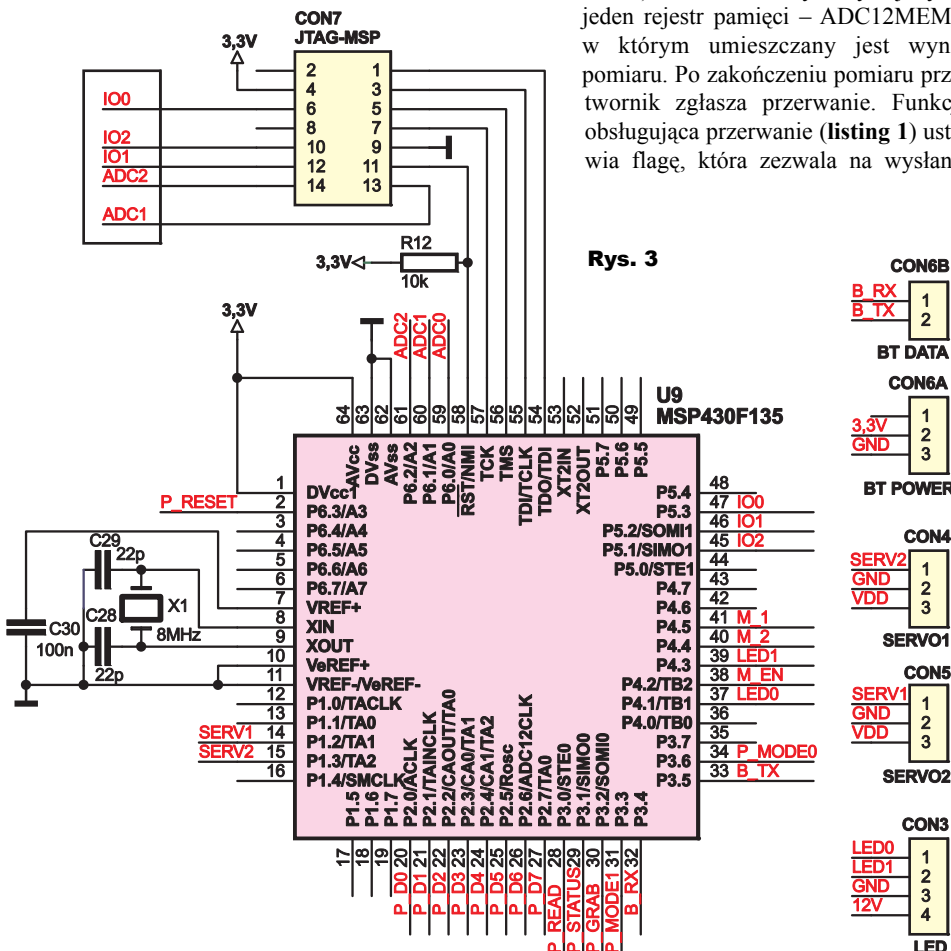 jeden rejestr pamięci – ADC12MEM
w którym umieszczany jest wyn
pomiaru. Po zakończeniu pomiaru prz
twornik zgłasza przerwanie. Funkc
obsługująca przerwanie (listing 1) ust
wia flagę, która zezwala na wysłan
Rys. 3
CON7
JTAG-MSP
3,3V
2 1
4 3
6 5
8 7
10 9
12 11
14 13
IO0
IO2
IO1
ADC2
ADC1
3,3V
R12
10k
3,3V
ADC2
ADC1
ADC0
64 63 62 61 60 59 58 57 56 55 54 53 52 51 50 49
U9
MSP430F135
AVcc
DVss
AVss
P6.2/A2
P6.1/A1
P6.0/A0
RST/NMI
TCK
TMS
TDI/TCLK
TDO/TDI
XT2IN
XT2OUT
P5.7
P5.6
P5.5
1 DVcc1
P_RESET 2 P6.3/A3
3 P6.4/A4
4 P6.5/A5
5 P6.6/A6
6 P6.7/A7
7 VREF+
8 XIN
9 XOUT
10 VeREF+
11 VREF-/VeREF-
12 P1.0/TACLK
13 P1.1/TA0
SERV1 14 P1.2/TA1
SERV2 15 P1.3/TA2
16 P1.4/SMCLK
C29
22p
C28
22p
X1
8MHz
C30
100n
P5.4 48
P5.3 47 IO0
P5.2/SOMI1 46 IO1
P5.1/SIMO1 45 IO2
P5.0/STE1 44
P4.7 43
P4.6 42
P4.5 41 M_1
P4.4 40 M_2
P4.3 39 LED1
P4.2/TB2 38 M_EN
P4.1/TB1 37 LED0
P4.0/TB0 36
P3.7 35
P3.6 34 P_MODE0
P3.5 33 B_TX
P1.5
P1.6
P1.7
P2.0/ACLK
P2.1/TAINCLK
P2.2/CAOUT/TA0
P2.3/CA0/TA1
P2.4/CA1/TA2
P2.5/Rosc
P2.6/ADC12CLK
P2.7/TA0
P3.0/STE0
P3.1/SIMO0
P3.2/SOMI0
P3.3
P3.4
17
18
19
P_D0 20
P_D1 21
P_D2 22
P_D3 23
P_D4 24
P_D5 25
P_D6 26
P_D7 27
P_READ 28
P_STATUS 29
P_GRAB 30
P_MODE1 31
B_RX 32
CON6B
B_RX 1
B_TX 2
BT DATA
CON6A
1
3,3V 2
GND 3
BT POWER
CON4
SERV2 1
GND 2
VDD 3
SERVO1
CON5
SERV1 1
GND 2
VDD 3
SERVO2
CON3
LED0 1
LED1 2
GND 3
12V 4
LED